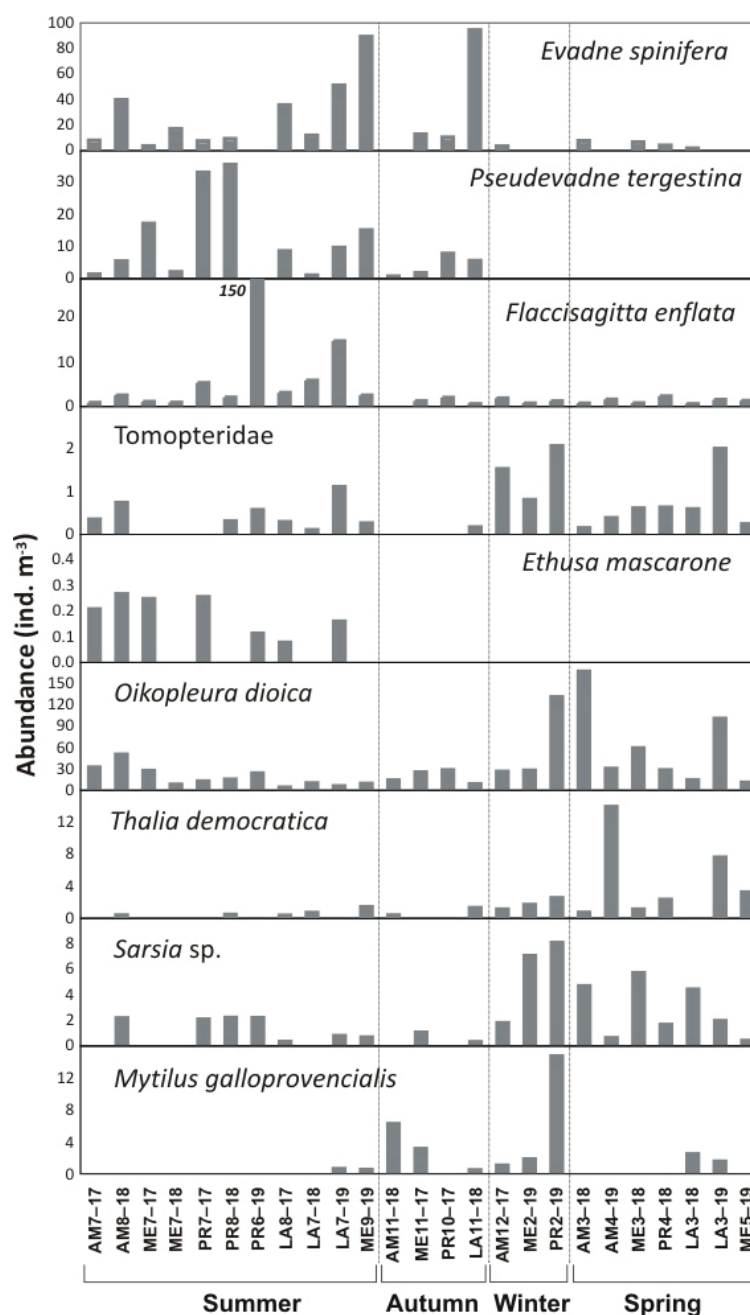 100
80
60
40
20
0
Evadne spinifera
30
20
10
0
Pseudevadne tergestina
150
20
10
0
Flaccisagitta enflata
2
1
0
Tomopteridae
0.4
0.3
0.2
0.1
0.0
Ethusa mascarone
150
120
90
60
30
0
Oikopleura dioica
12
8
4
0
Thalia democratica
8
6
4
2
0
Sarsia sp.
12
8
4
0
Mytilus galloprovencialis
Abundance (ind. m-3)
AM7–17
AM8–18
ME7–17
ME7–18
PR7–17
PR8–18
PR6–19
LA8–17
LA7–18
LA7–19
ME9–19
AM11–18
ME11–17
PR10–17
LA11–18
AM12–17
ME2–19
PR2–19
AM3–18
AM4–19
ME3–18
PR4–18
LA3–18
LA3–19
ME5–19
Summer Autumn Winter Spring